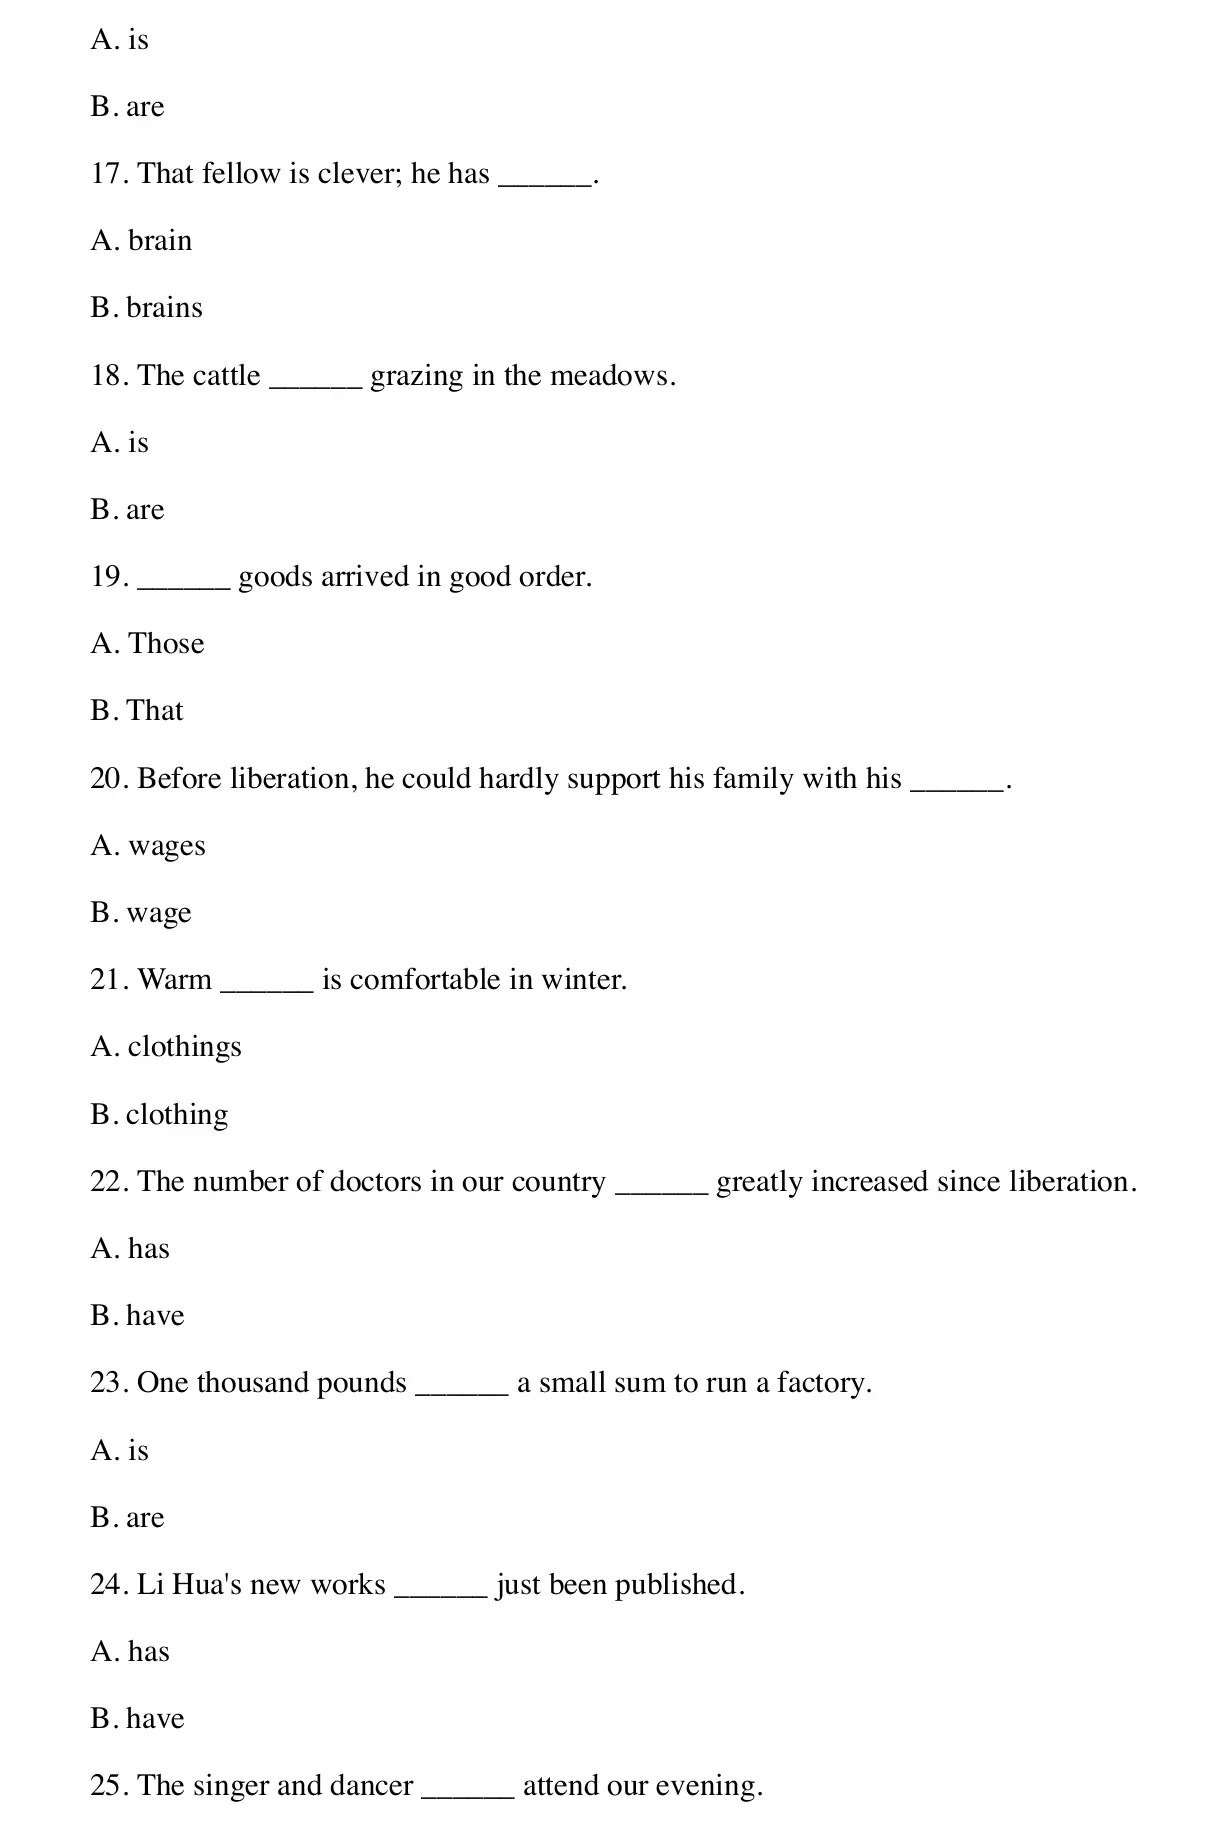 A. is
B. are
17. That fellow is clever; he has ______.
A. brain
B. brains
18. The cattle ______ grazing in the meadows.
A. is
B. are
19. ______ goods arrived in good order.
A. Those
B. That
20. Before liberation, he could hardly support his family with his ______.
A. wages
B. wage
21. Warm ______ is comfortable in winter.
A. clothings
B. clothing
22. The number of doctors in our country ______ greatly increased since liberation.
A. has
B. have
23. One thousand pounds ______ a small sum to run a factory.
A. is
B. are
24. Li Hua's new works ______ just been published.
A. has
B. have
25. The singer and dancer ______ attend our evening.